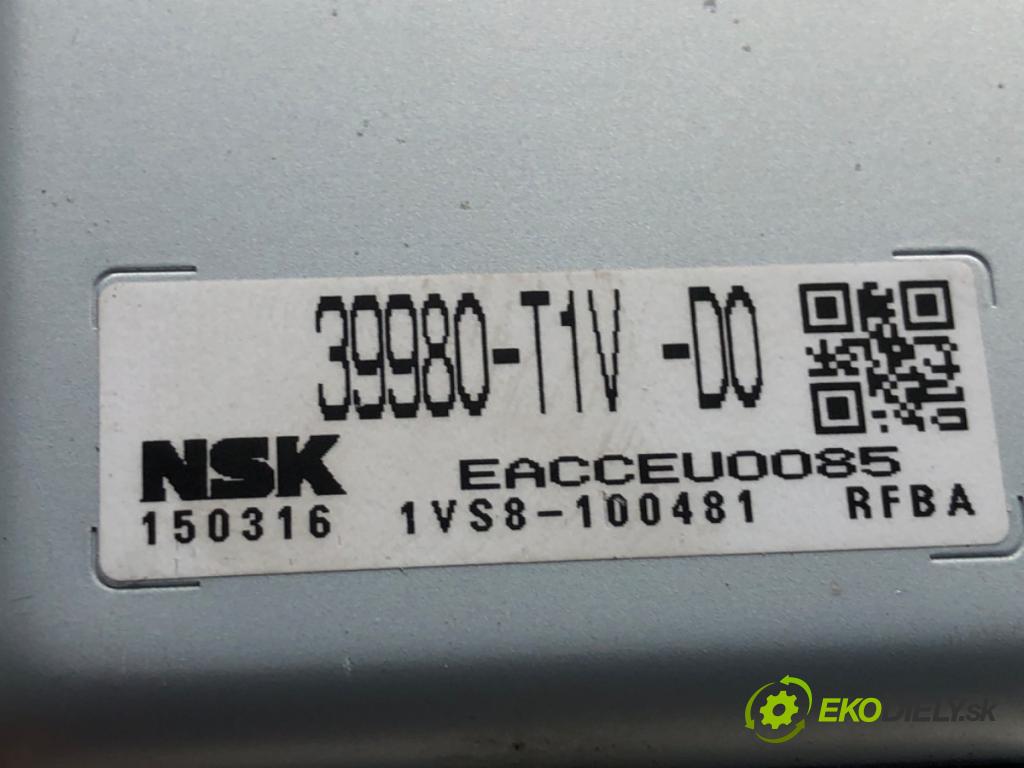 39980-T1V -D0
NSK EACCEU0085
150316 1VS8-100481 RFBA
EKODIELY.sk